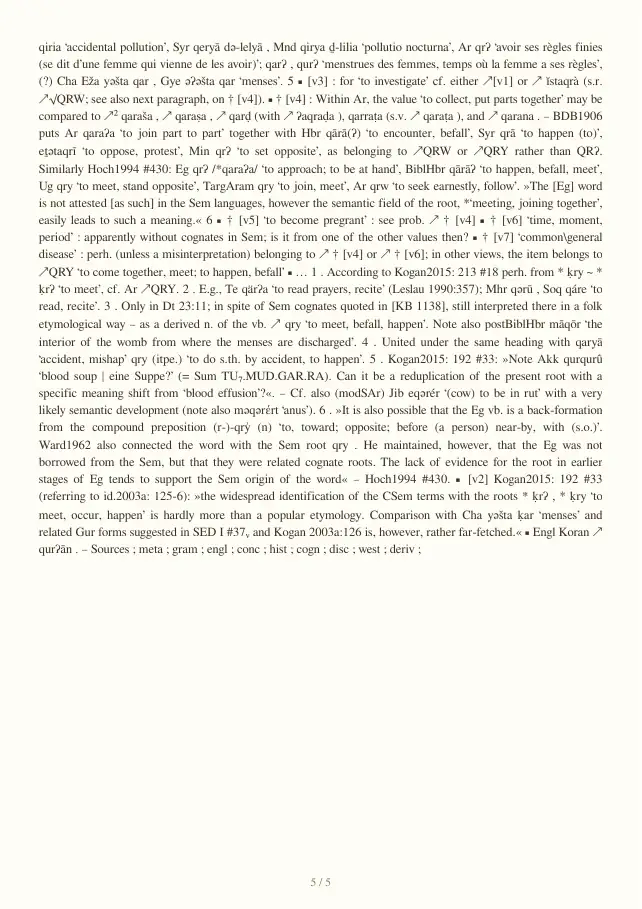 qiria ‘accidental pollution’, Syr qeryā də-lelyā , Mnd qirya ḏ-lilia ‘pollutio nocturna’, Ar qrʔ ‘avoir ses règles finies
(se dit d’une femme qui vienne de les avoir)’; qarʔ , qurʔ ‘menstrues des femmes, temps où la femme a ses règles’,
(?) Cha Eža yəšta qar , Gye əʔəšta qar ‘menses’. 5 ▪ [v3] : for ‘to investigate’ cf. either ↗[v1] or ↗ ĭstaqrà (s.r.
↗√QRW; see also next paragraph, on † [v4]). ▪ † [v4] : Within Ar, the value ‘to collect, put parts together’ may be
compared to ↗² qaraša , ↗ qaraṣa , ↗ qarḍ (with ↗ ʔaqraḍa ), qarraṭa (s.v. ↗ qaraṭa ), and ↗ qarana . – BDB1906
puts Ar qaraʔa ‘to join part to part’ together with Hbr qārā(ʔ) ‘to encounter, befall’, Syr qrā ‘to happen (to)’,
eṯətaqrī ‘to oppose, protest’, Min qrʔ ‘to set opposite’, as belonging to ↗QRW or ↗QRY rather than QRʔ.
Similarly Hoch1994 #430: Eg qrʔ /*qaraʔa/ ‘to approach; to be at hand’, BiblHbr qārāʔ ‘to happen, befall, meet’,
Ug qry ‘to meet, stand opposite’, TargAram qry ‘to join, meet’, Ar qrw ‘to seek earnestly, follow’. »The [Eg] word
is not attested [as such] in the Sem languages, however the semantic field of the root, *‘meeting, joining together’,
easily leads to such a meaning.« 6 ▪ † [v5] ‘to become pregrant’ : see prob. ↗ † [v4] ▪ † [v6] ‘time, moment,
period’ : apparently without cognates in Sem; is it from one of the other values then? ▪ † [v7] ‘common\general
disease’ : perh. (unless a misinterpretation) belonging to ↗ † [v4] or ↗ † [v6]; in other views, the item belongs to
↗QRY ‘to come together, meet; to happen, befall’ ▪ … 1 . According to Kogan2015: 213 #18 perh. from * ḳry ~ *
ḳrʔ ‘to meet’, cf. Ar ↗QRY. 2 . E.g., Te qärʔa ‘to read prayers, recite’ (Leslau 1990:357); Mhr qərū , Soq qáre ‘to
read, recite’. 3 . Only in Dt 23:11; in spite of Sem cognates quoted in [KB 1138], still interpreted there in a folk
etymological way – as a derived n. of the vb. ↗ qry ‘to meet, befall, happen’. Note also postBiblHbr māqōr ‘the
interior of the womb from where the menses are discharged’. 4 . United under the same heading with qaryā
‘accident, mishap’ qry (itpe.) ‘to do s.th. by accident, to happen’. 5 . Kogan2015: 192 #33: »Note Akk qurqurû
‘blood soup | eine Suppe?’ (= Sum TU₇.MUD.GAR.RA). Can it be a reduplication of the present root with a
specific meaning shift from ‘blood effusion’?«. – Cf. also (modSAr) Jib eqərér ‘(cow) to be in rut’ with a very
likely semantic development (note also məqərért ‘anus’). 6 . »It is also possible that the Eg vb. is a back-formation
from the compound preposition (r-)-qrỳ (n) ‘to, toward; opposite; before (a person) near-by, with (s.o.)’.
Ward1962 also connected the word with the Sem root qry . He maintained, however, that the Eg was not
borrowed from the Sem, but that they were related cognate roots. The lack of evidence for the root in earlier
stages of Eg tends to support the Sem origin of the word« – Hoch1994 #430. ▪ [v2] Kogan2015: 192 #33
(referring to id.2003a: 125-6): »the widespread identification of the CSem terms with the roots * ḳrʔ , * ḳry ‘to
meet, occur, happen’ is hardly more than a popular etymology. Comparison with Cha yəšta ḳar ‘menses’ and
related Gur forms suggested in SED I #37ᵥ and Kogan 2003a:126 is, however, rather far-fetched.« ▪ Engl Koran ↗
qurʔān . – Sources ; meta ; gram ; engl ; conc ; hist ; cogn ; disc ; west ; deriv ;
5 / 5